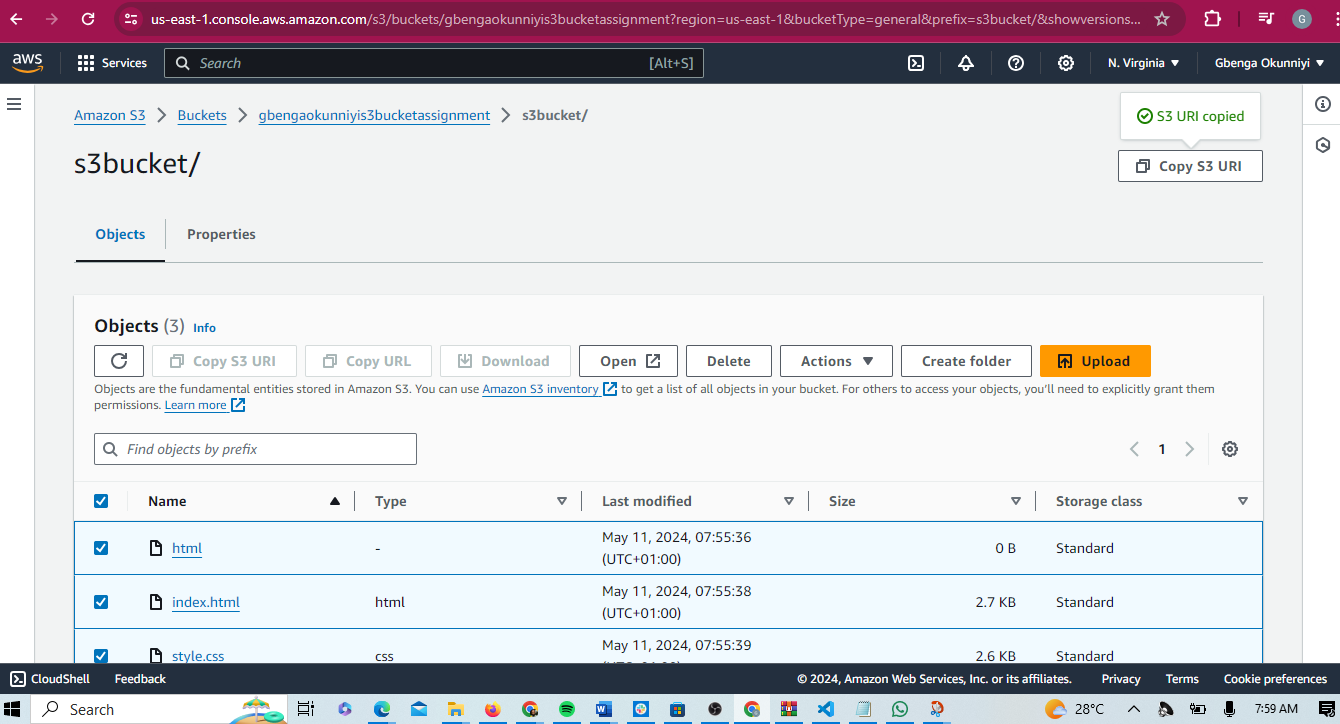 us-east-1.console.aws.amazon.com/s3/buckets/gbengaokunniyis3bucketassignment?region=us-east-1&bucketType=general&prefix=s3bucket/&showversions...
G
aws Services Search [Alt+S] N. Virginia Gbenga Okunniyi
Amazon S3 Buckets gbengaokunniyis3bucketassignment s3bucket/
S3 URI copied
s3bucket/
Copy S3 URI
Objects Properties
Objects (3) Info
Copy S3 URI Copy URL Download Open Delete Actions Create folder Upload
Objects are the fundamental entities stored in Amazon S3. You can use Amazon S3 inventory to get a list of all objects in your bucket. For others to access your objects, you'll need to explicitly grant them
permissions. Learn more
Find objects by prefix 1
Name Type Last modified Size Storage class
html - May 11, 2024, 07:55:36 (UTC+01:00) 0 B Standard
index.html html May 11, 2024, 07:55:38 (UTC+01:00) 2.7 KB Standard
style.css css May 11, 2024, 07:55:39 2.6 KB Standard
CloudShell Feedback © 2024, Amazon Web Services, Inc. or its affiliates. Privacy Terms Cookie preferences
Search 28°C 7:59 AM